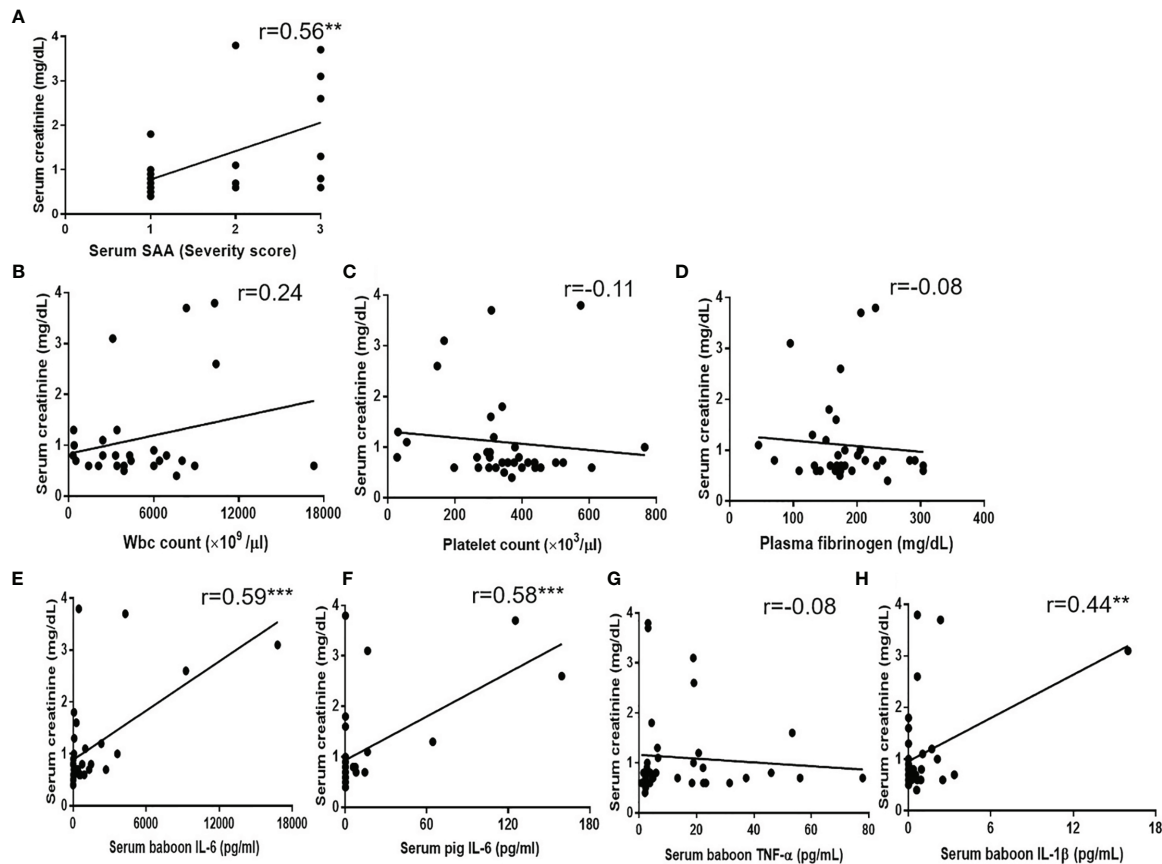 A
r=0.56**
Serum creatinine (mg/dL)
4
3
2
1
0
0 1 2 3
Serum SAA (Severity score)
B
r=0.24
Serum creatinine (mg/dL)
4
3
2
1
0
0 6000 12000 18000
Wbc count (×10⁹/μl)
C
r=-0.11
Serum creatinine (mg/dL)
4
3
2
1
0
0 200 400 600 800
Platelet count (×10³/μl)
D
r=-0.08
Serum creatinine (mg/dL)
4
3
2
1
0
0 100 200 300 400
Plasma fibrinogen (mg/dL)
E
r=0.59***
Serum creatinine (mg/dL)
4
3
2
1
0
0 6000 12000 18000
Serum baboon IL-6 (pg/ml)
F
r=0.58***
Serum creatinine (mg/dL)
4
3
2
1
0
0 60 120 180
Serum pig IL-6 (pg/ml)
G
r=-0.08
Serum creatinine (mg/dL)
4
3
2
1
0
0 20 40 60 80
Serum baboon TNF-α (pg/mL)
H
r=0.44**
Serum creatinine (mg/dL)
4
3
2
1
0
0 6 12 18
Serum baboon IL-1β (pg/mL)